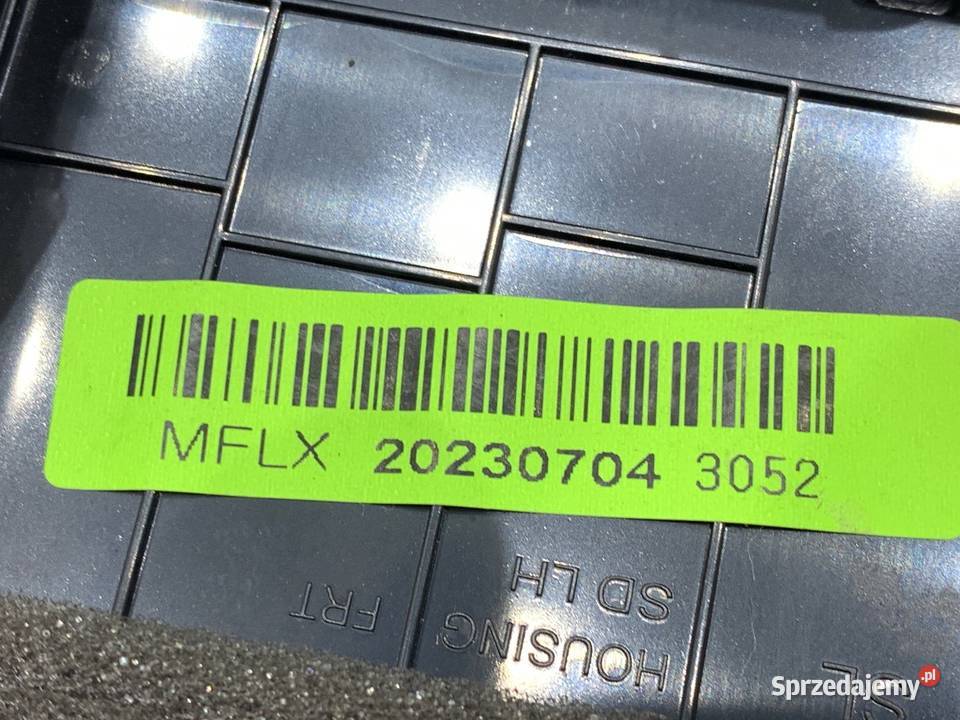 MFLX 20230704 3052
FRT
HOUSING
SD LH
Sprzedajemy.pl